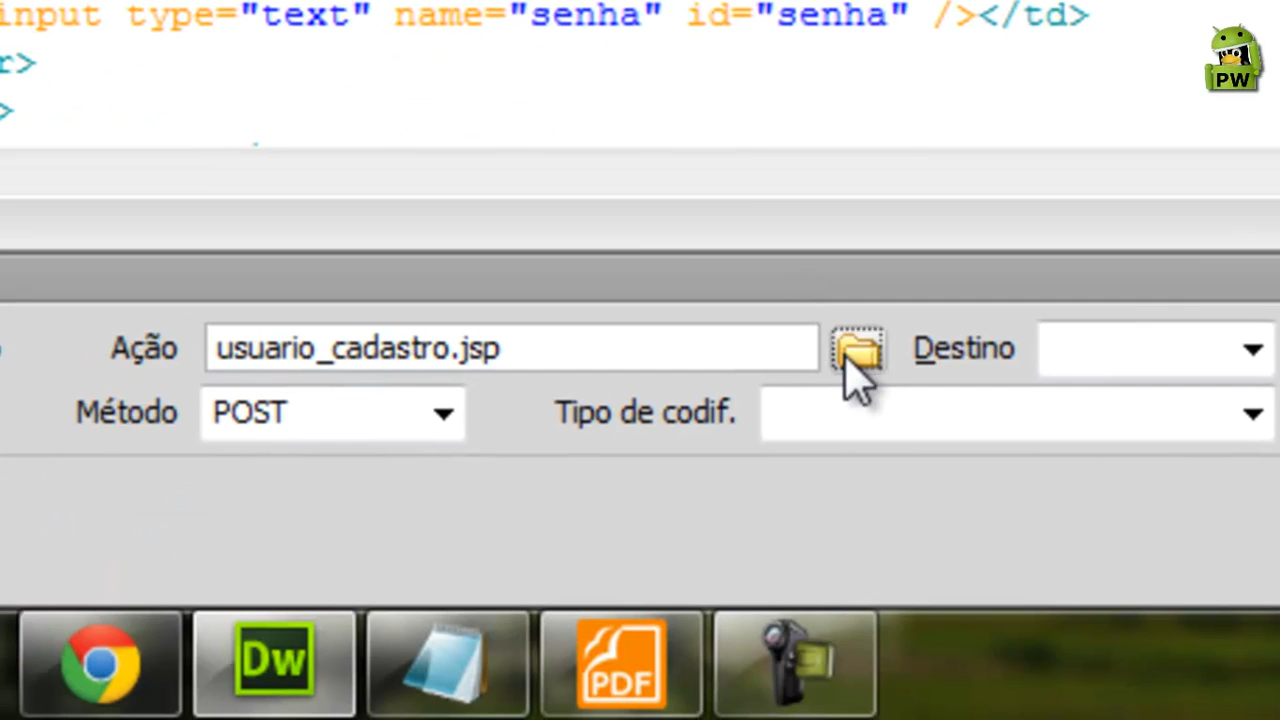 input type="text" name="senha" id="senha" /></td>
r>
>
PW
Ação usuario_cadastro.jsp Destino
Método POST Tipo de codif.
Dw
PDF